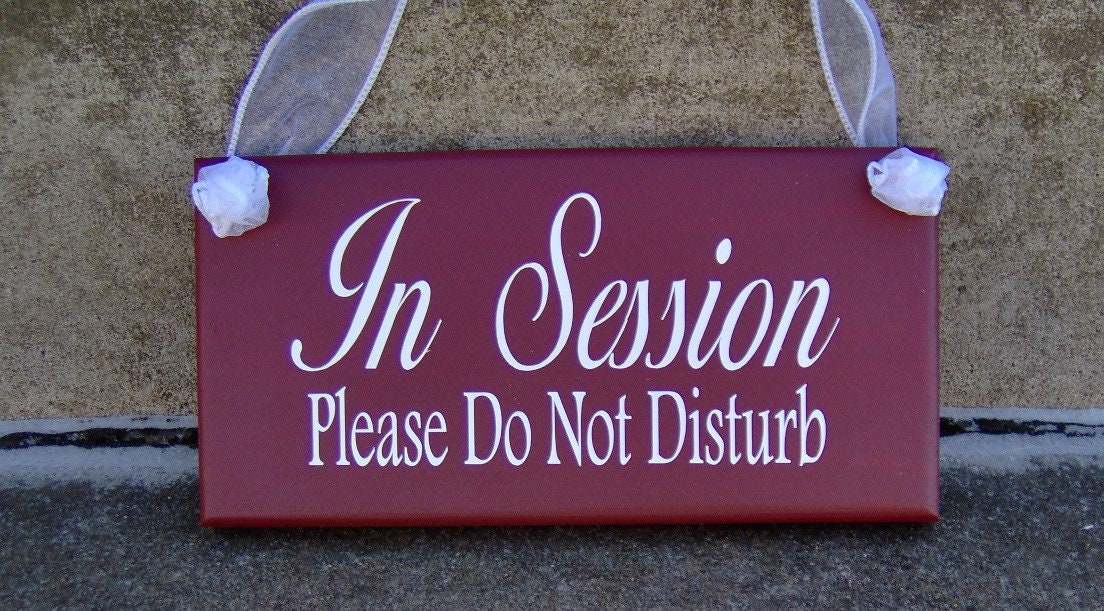 In Session
Please Do Not Disturb